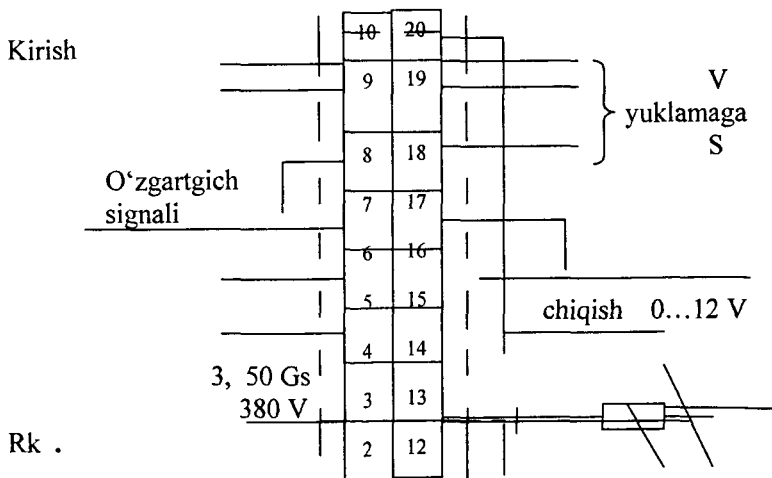 10 20
Kirish
9 19
V
yuklamaga
S
8 18
O‘zgartgich
signali
7 17
6 16
5 15
chiqish 0...12 V
4 14
3, 50 Gs
380 V
3 13
Rk .
2 12